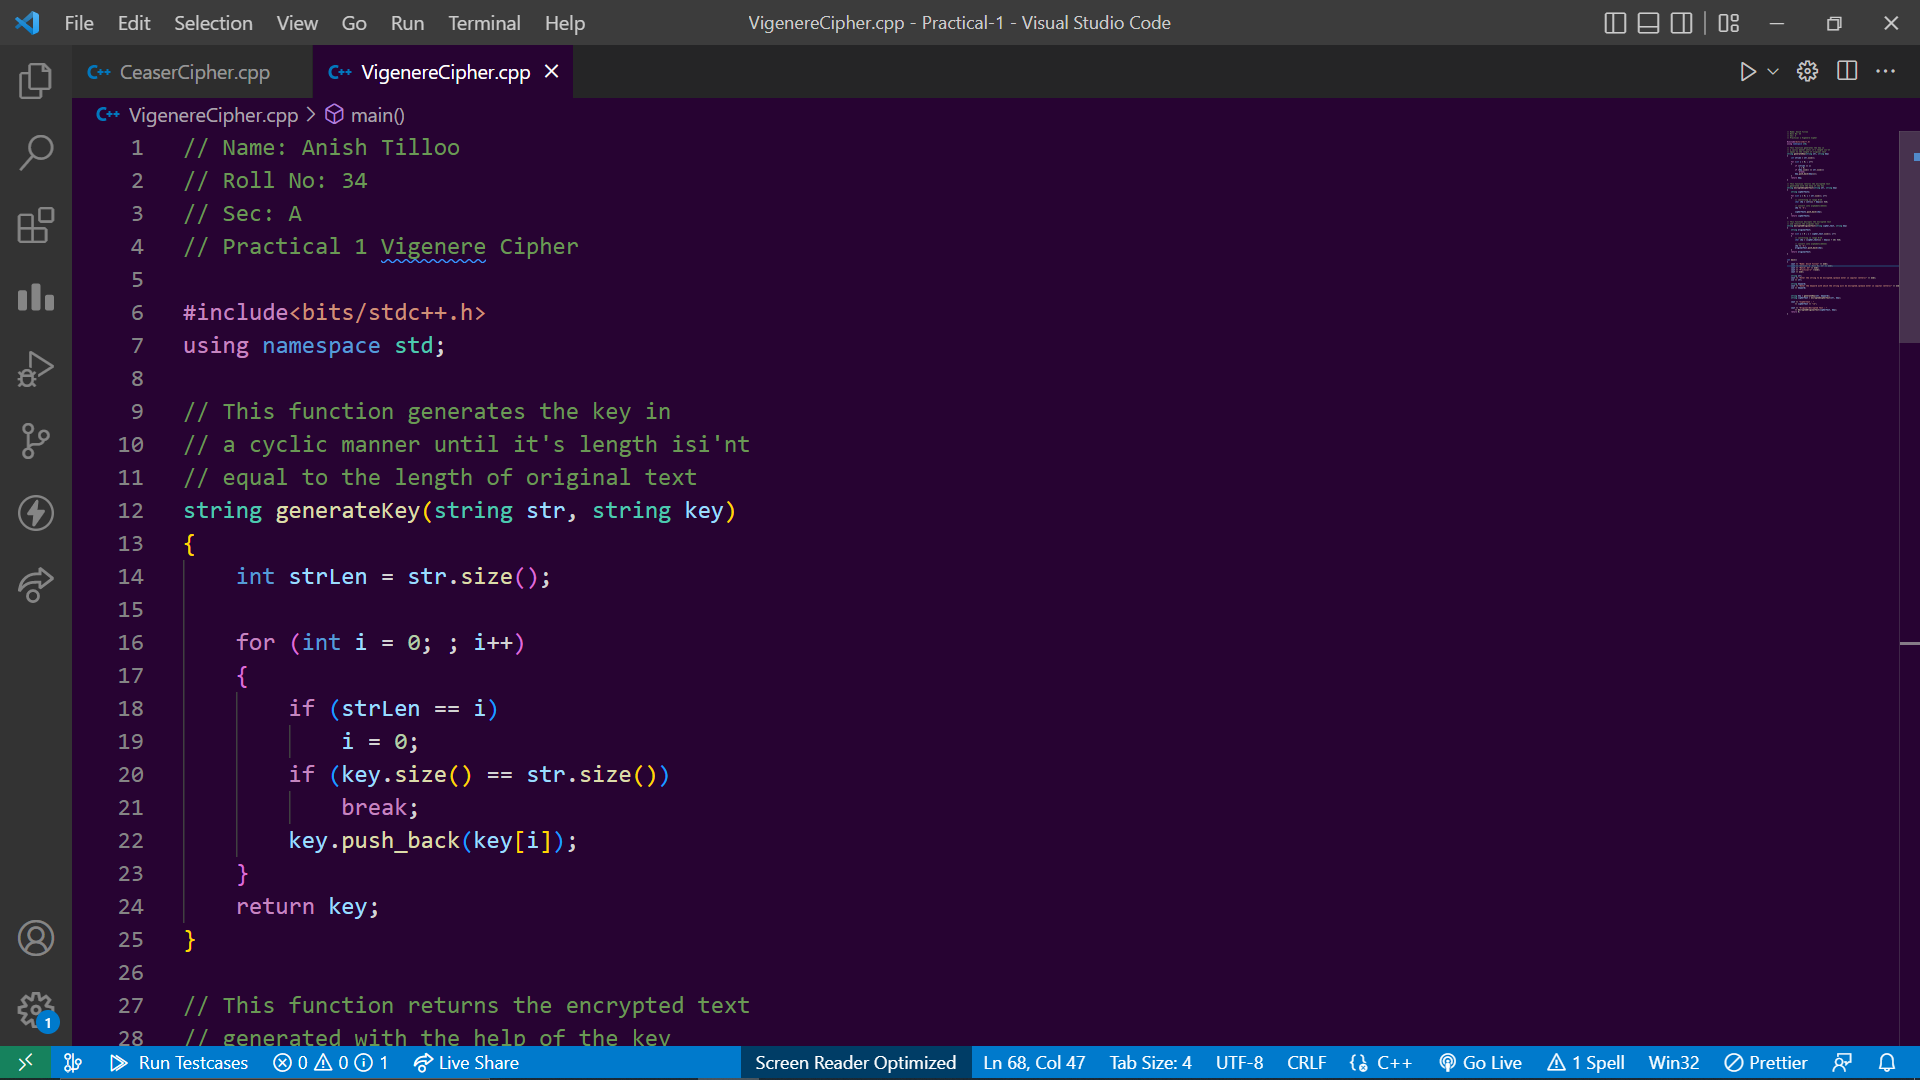 File Edit Selection View Go Run Terminal Help
VigenereCipher.cpp - Practical-1 - Visual Studio Code
C++ CeaserCipher.cpp
C++ VigenereCipher.cpp
C++ VigenereCipher.cpp > main()
1 // Name: Anish Tilloo
2 // Roll No: 34
3 // Sec: A
4 // Practical 1 Vigenere Cipher
5
6 #include<bits/stdc++.h>
7 using namespace std;
8
9 // This function generates the key in
10 // a cyclic manner until it's length isi'nt
11 // equal to the length of original text
12 string generateKey(string str, string key)
13 {
14     int strLen = str.size();
15
16     for (int i = 0; ; i++)
17     {
18         if (strLen == i)
19             i = 0;
20         if (key.size() == str.size())
21             break;
22         key.push_back(key[i]);
23     }
24     return key;
25 }
26
27 // This function returns the encrypted text
28 // generated with the help of the key
1
Run Testcases 0 0 1 Live Share Screen Reader Optimized Ln 68, Col 47 Tab Size: 4 UTF-8 CRLF C++ Go Live 1 Spell Win32 Prettier